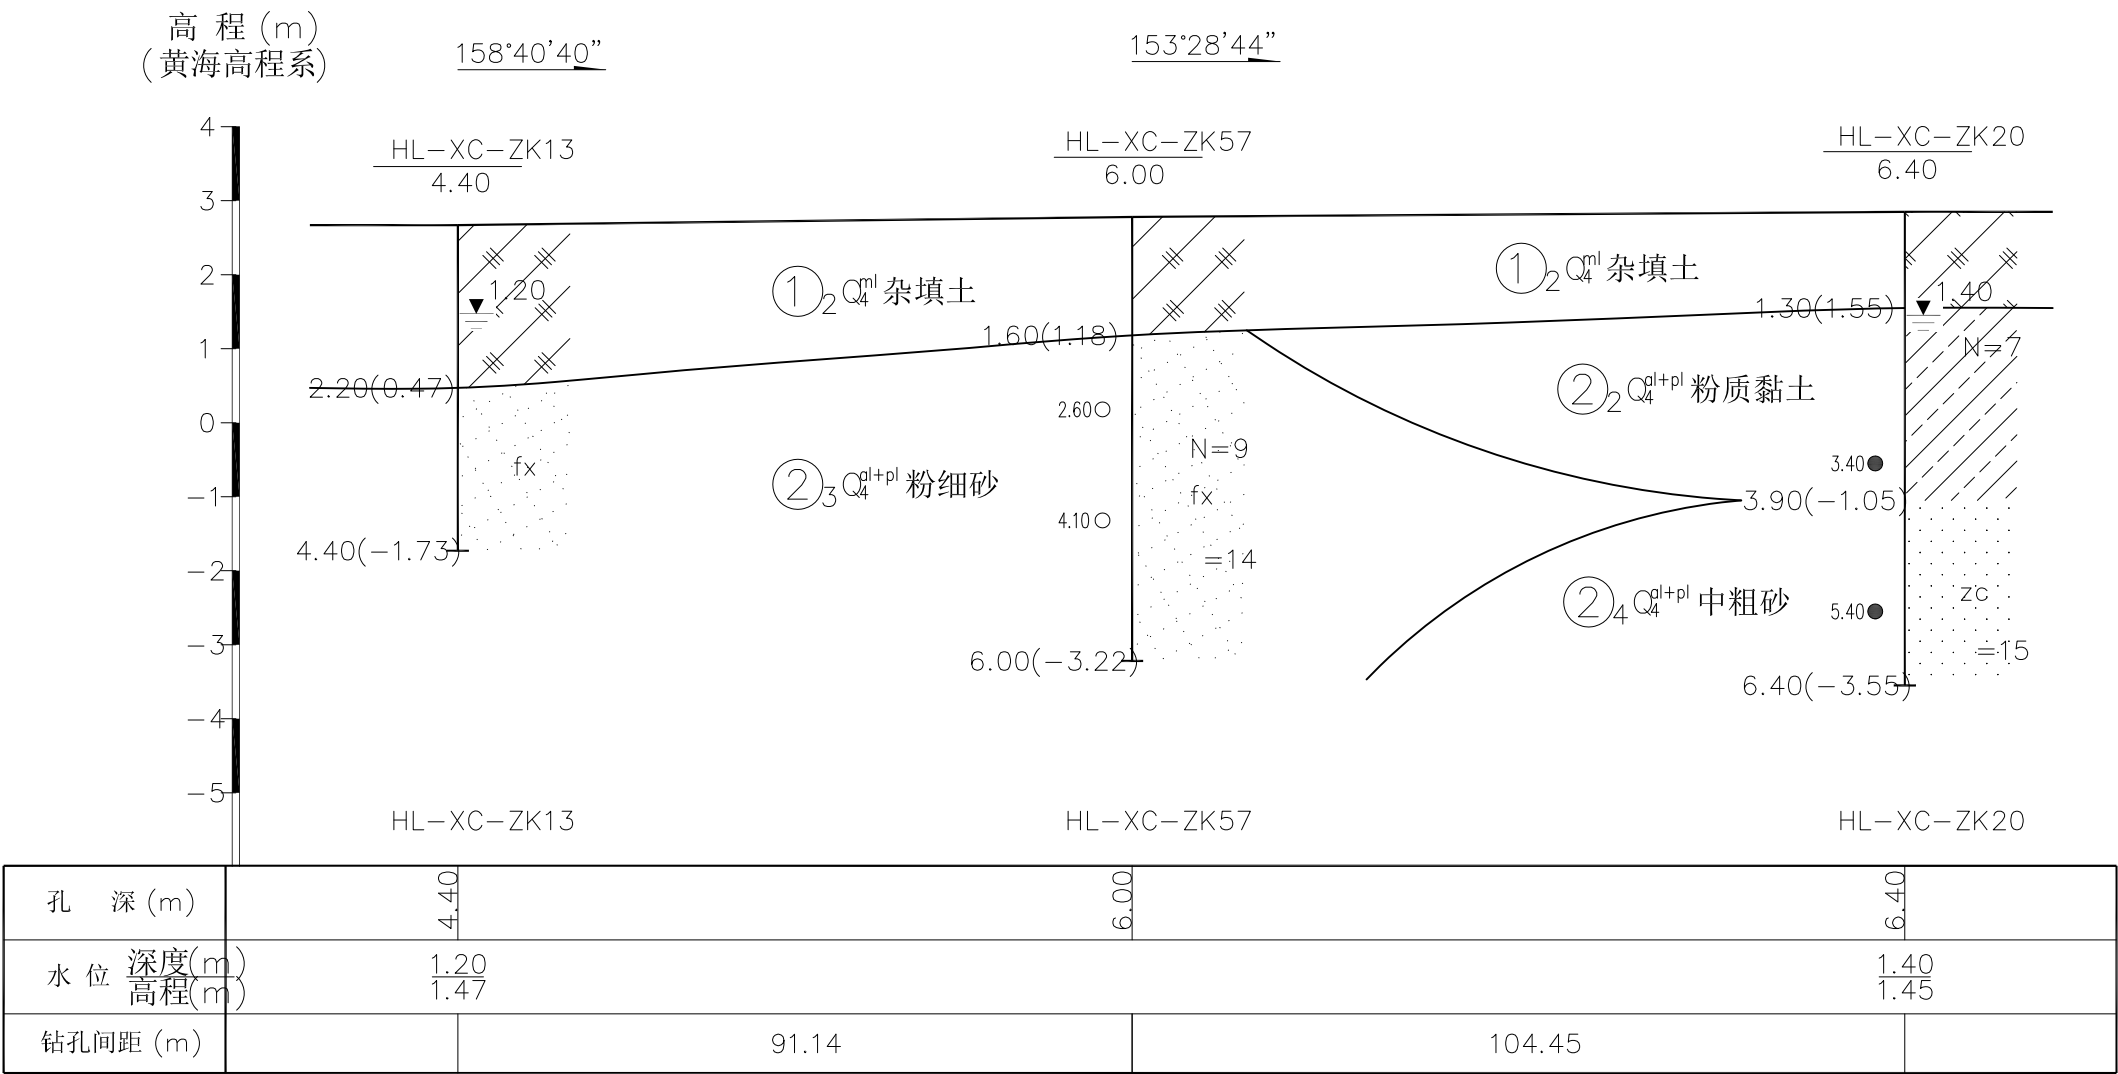 高 程 (m)
(黄海高程系)
158°40'40"
153°28'44"
HL-XC-ZK13
4.40
HL-XC-ZK57
6.00
HL-XC-ZK20
6.40
4
3
2
1
0
-1
-2
-3
-4
-5
1.20
①2 Q4ml 杂填土
①2 Q4ml 杂填土
1.40
1.60(1.18)
1.30(1.55)
N=7
2.20(0.47)
②2 Q4al+pl 粉质黏土
2.60
N=9
3.40
fx
②3 Q4al+pl 粉细砂
fx
3.90(-1.05)
4.10
4.40(-1.73)
=14
②4 Q4al+pl 中粗砂
5.40
zc
=15
6.00(-3.22)
6.40(-3.55)
HL-XC-ZK13
HL-XC-ZK57
HL-XC-ZK20
孔 深 (m)
4.40
6.00
6.40
水 位 深度(m)
高程(m)
1.20
1.47
1.40
1.45
钻孔间距 (m)
91.14
104.45